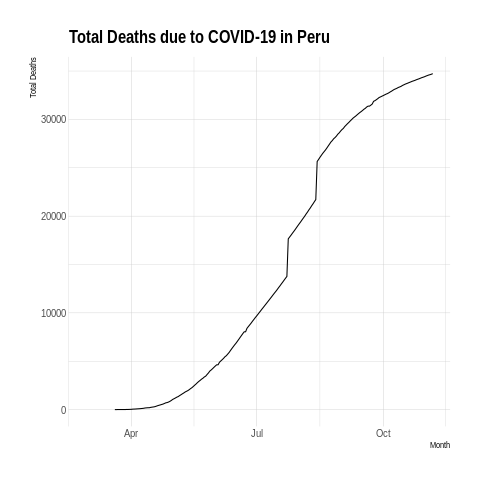 Total Deaths due to COVID-19 in Peru
Total Deaths
30000
20000
10000
0
Apr Jul Oct
Month